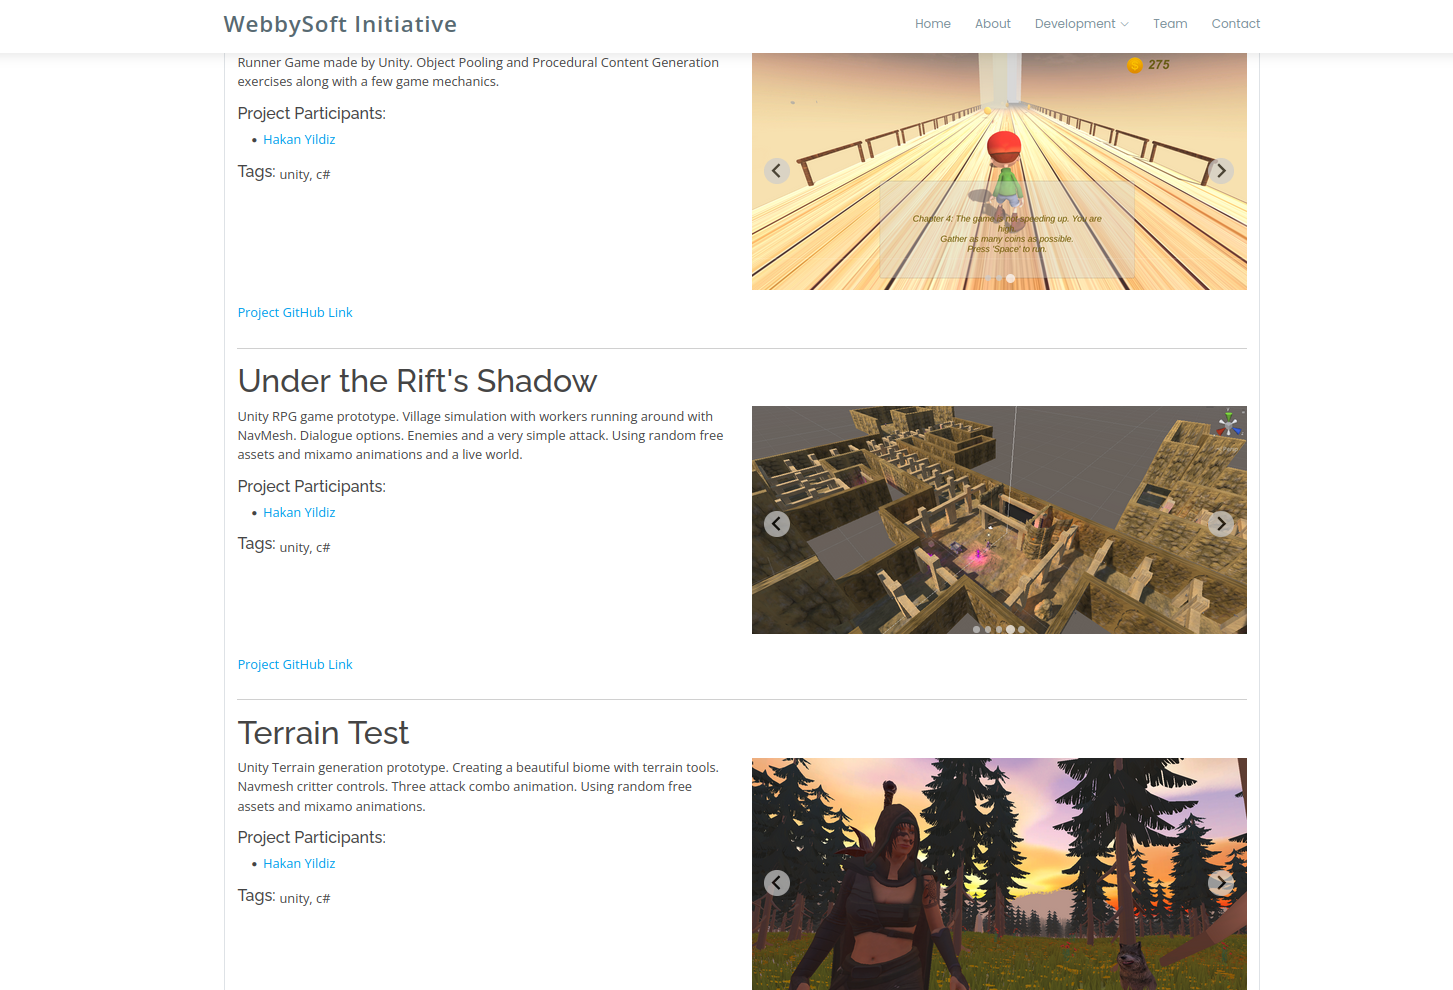 WebbySoft Initiative
Home About Development Team Contact
Runner Game made by Unity. Object Pooling and Procedural Content Generation
exercises along with a few game mechanics.
Project Participants:
Hakan Yildiz
Tags: unity, c#
275
Chapter 4: The game is not speeding up. You are
high.
Gather as many coins as possible.
Press 'Space' to run.
Project GitHub Link
Under the Rift's Shadow
Unity RPG game prototype. Village simulation with workers running around with
NavMesh. Dialogue options. Enemies and a very simple attack. Using random free
assets and mixamo animations and a live world.
Project Participants:
Hakan Yildiz
Tags: unity, c#
Project GitHub Link
Terrain Test
Unity Terrain generation prototype. Creating a beautiful biome with terrain tools.
Navmesh critter controls. Three attack combo animation. Using random free
assets and mixamo animations.
Project Participants:
Hakan Yildiz
Tags: unity, c#